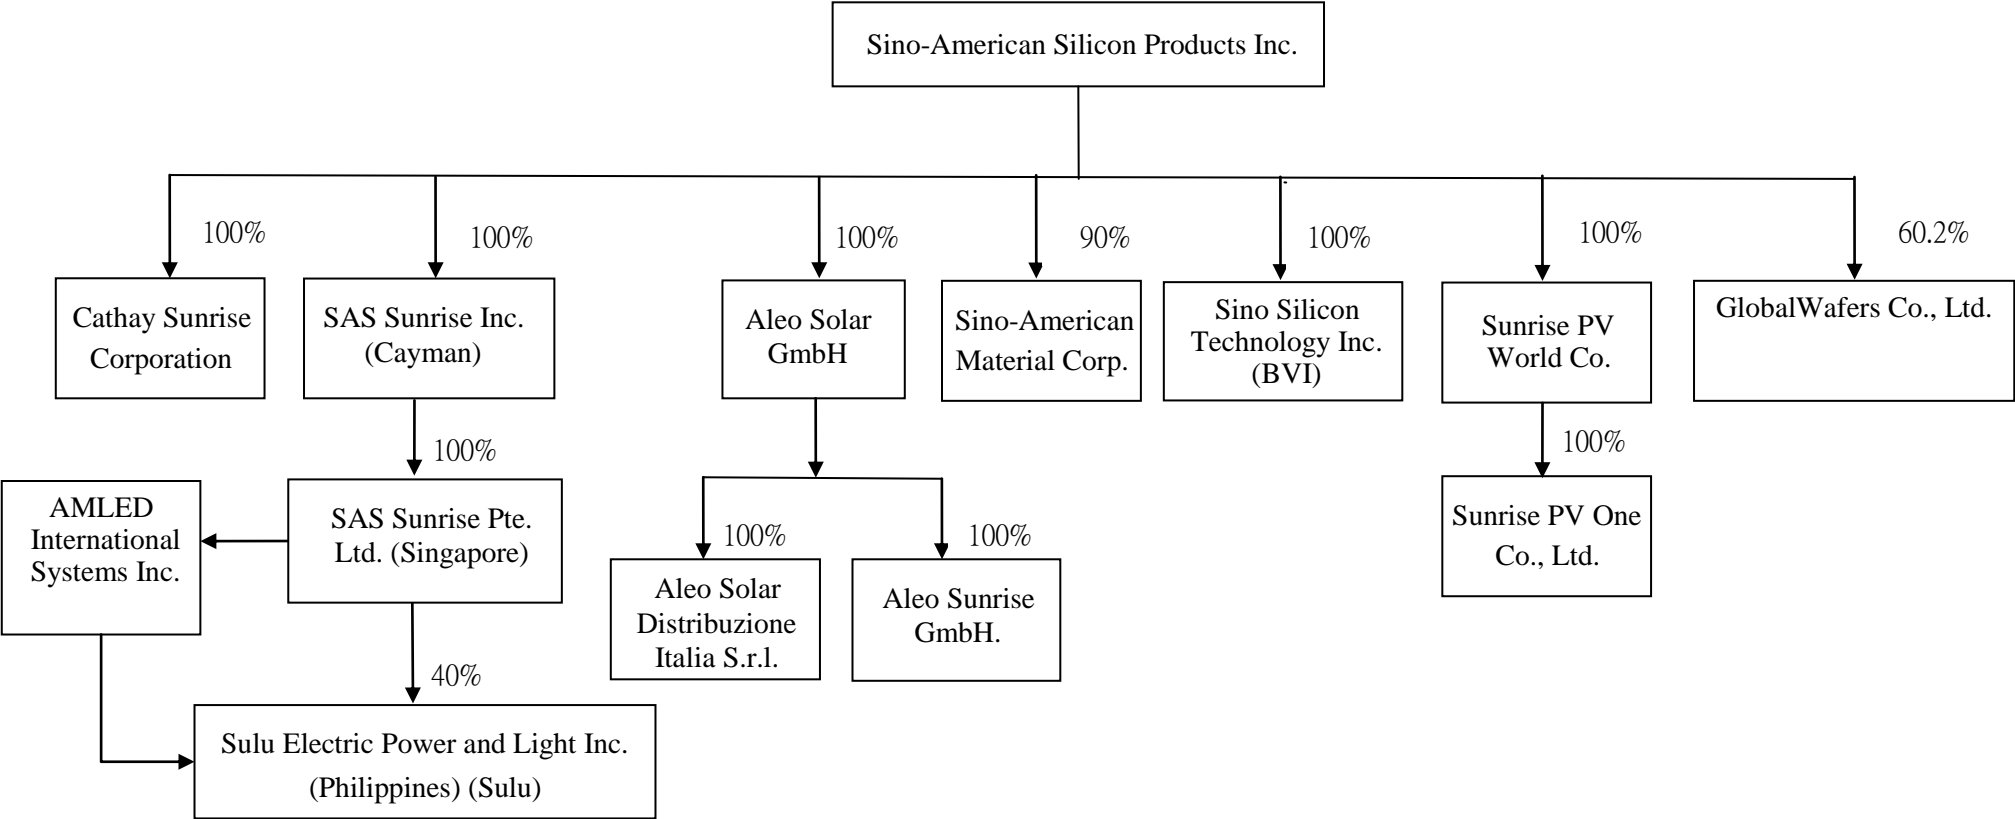 Sino-American Silicon Products Inc.
100%
100%
100%
90%
100%
100%
60.2%
Cathay Sunrise
Corporation
SAS Sunrise Inc.
(Cayman)
Aleo Solar
GmbH
Sino-American
Material Corp.
Sino Silicon
Technology Inc.
(BVI)
Sunrise PV
World Co.
GlobalWafers Co., Ltd.
100%
100%
AMLED
International
Systems Inc.
SAS Sunrise Pte.
Ltd. (Singapore)
100%
100%
Sunrise PV One
Co., Ltd.
Aleo Solar
Distribuzione
Italia S.r.l.
Aleo Sunrise
GmbH.
40%
Sulu Electric Power and Light Inc.
(Philippines) (Sulu)